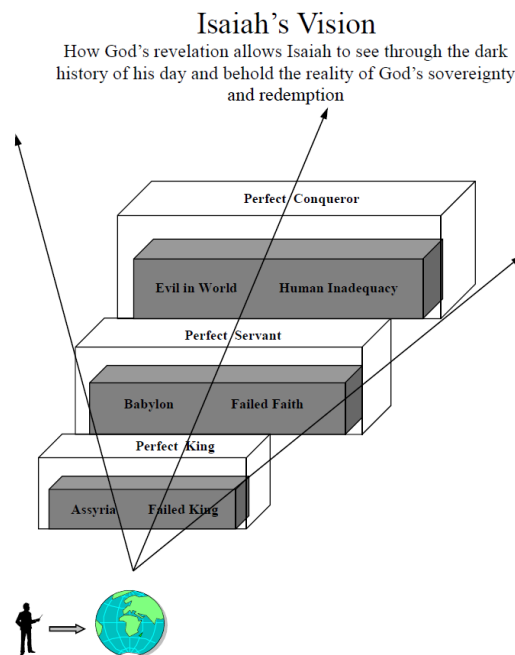 Isaiah's Vision
How God's revelation allows Isaiah to see through the dark
history of his day and behold the reality of God's sovereignty
and redemption
Perfect Conqueror
Evil in World Human Inadequacy
Perfect Servant
Babylon Failed Faith
Perfect King
Assyria Failed King